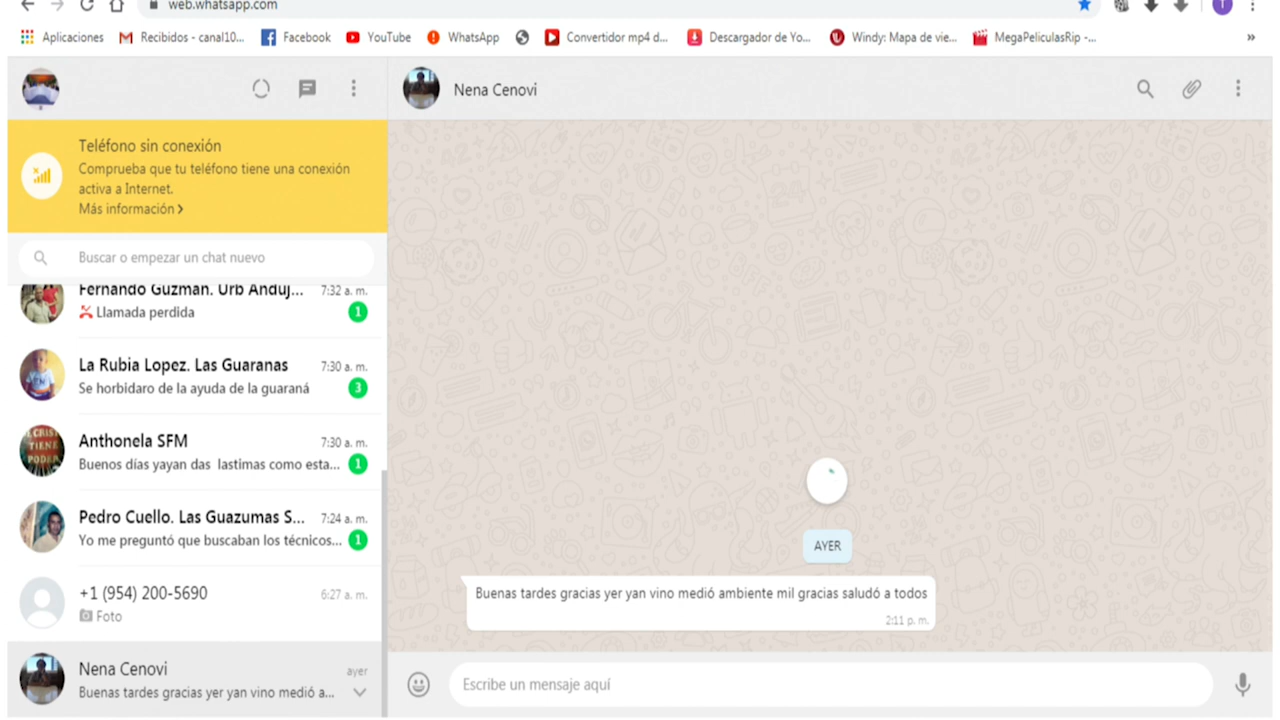 web.whatsapp.com
Aplicaciones
Recibidos - canal10...
Facebook
YouTube
WhatsApp
Convertidor mp4 d...
Descargador de Yo...
Windy: Mapa de vie...
MegaPeliculasRip -...
»
T
Nena Cenovi
Teléfono sin conexión
Comprueba que tu teléfono tiene una conexión
activa a Internet.
Más información >
Buscar o empezar un chat nuevo
Fernando Guzmán. Urb Anduj... 7:32 a. m.
Llamada perdida 1
La Rubia Lopez. Las Guaranas 7:30 a. m.
Se horbidaro de la ayuda de la guaraná 3
Anthonela SFM 7:30 a. m.
Buenos días yayan das lastimas como esta... 1
Pedro Cuello. Las Guazumas S... 7:24 a. m.
Yo me preguntó que buscaban los técnicos... 1
+1 (954) 200-5690 6:27 a. m.
Foto
Nena Cenovi ayer
Buenas tardes gracias yer yan vino medió a...
CRIS
TIENE
PODER
AYER
Buenas tardes gracias yer yan vino medió ambiente mil gracias saludó a todos
2:11 p. m.
Escribe un mensaje aquí